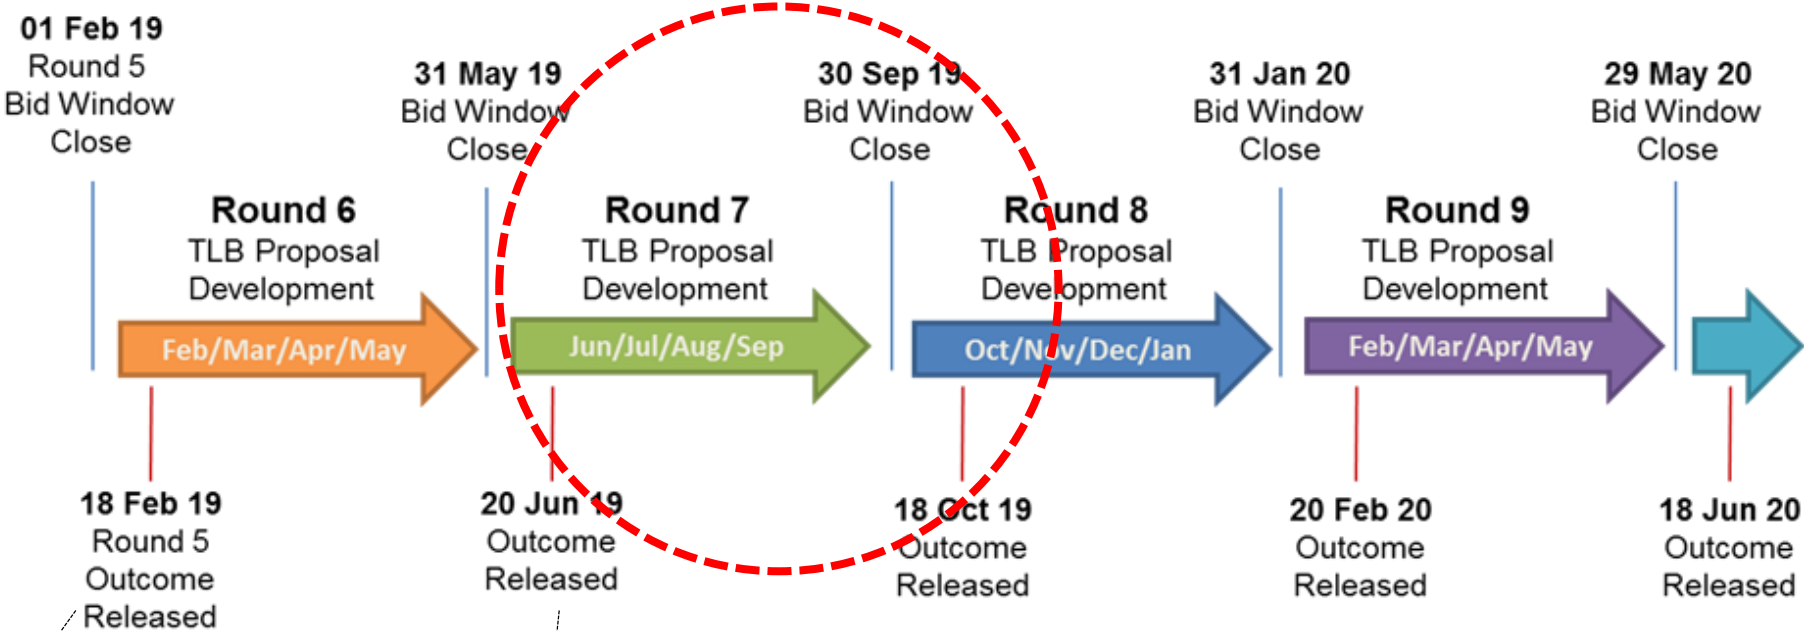 01 Feb 19
Round 5
Bid Window
Close
31 May 19
Bid Window
Close
30 Sep 19
Bid Window
Close
31 Jan 20
Bid Window
Close
29 May 20
Bid Window
Close
Round 6
TLB Proposal
Development
Feb/Mar/Apr/May
Round 7
TLB Proposal
Development
Jun/Jul/Aug/Sep
Round 8
TLB Proposal
Development
Oct/Nov/Dec/Jan
Round 9
TLB Proposal
Development
Feb/Mar/Apr/May
18 Feb 19
Round 5
Outcome
Released
20 Jun 19
Outcome
Released
18 Oct 19
Outcome
Released
20 Feb 20
Outcome
Released
18 Jun 20
Outcome
Released